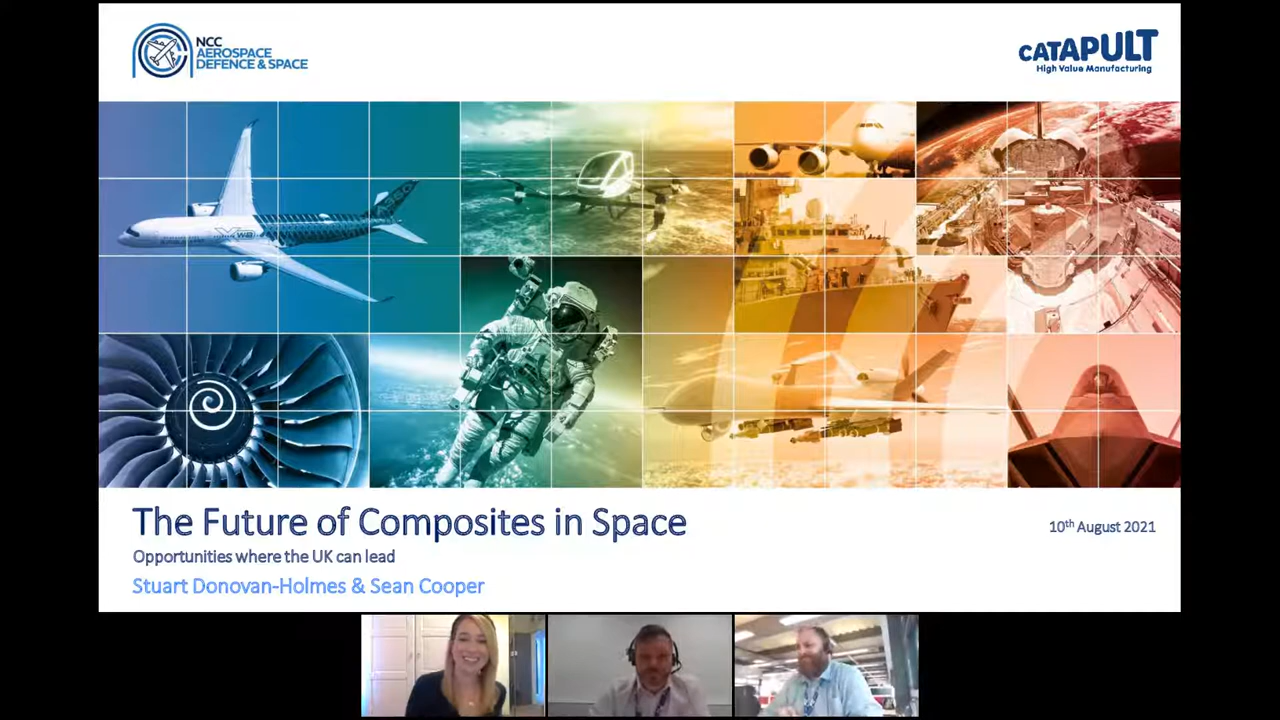 NCC
AEROSPACE
DEFENCE & SPACE
CATAPULT
High Value Manufacturing
XWB
The Future of Composites in Space
10th August 2021
Opportunities where the UK can lead
Stuart Donovan-Holmes & Sean Cooper